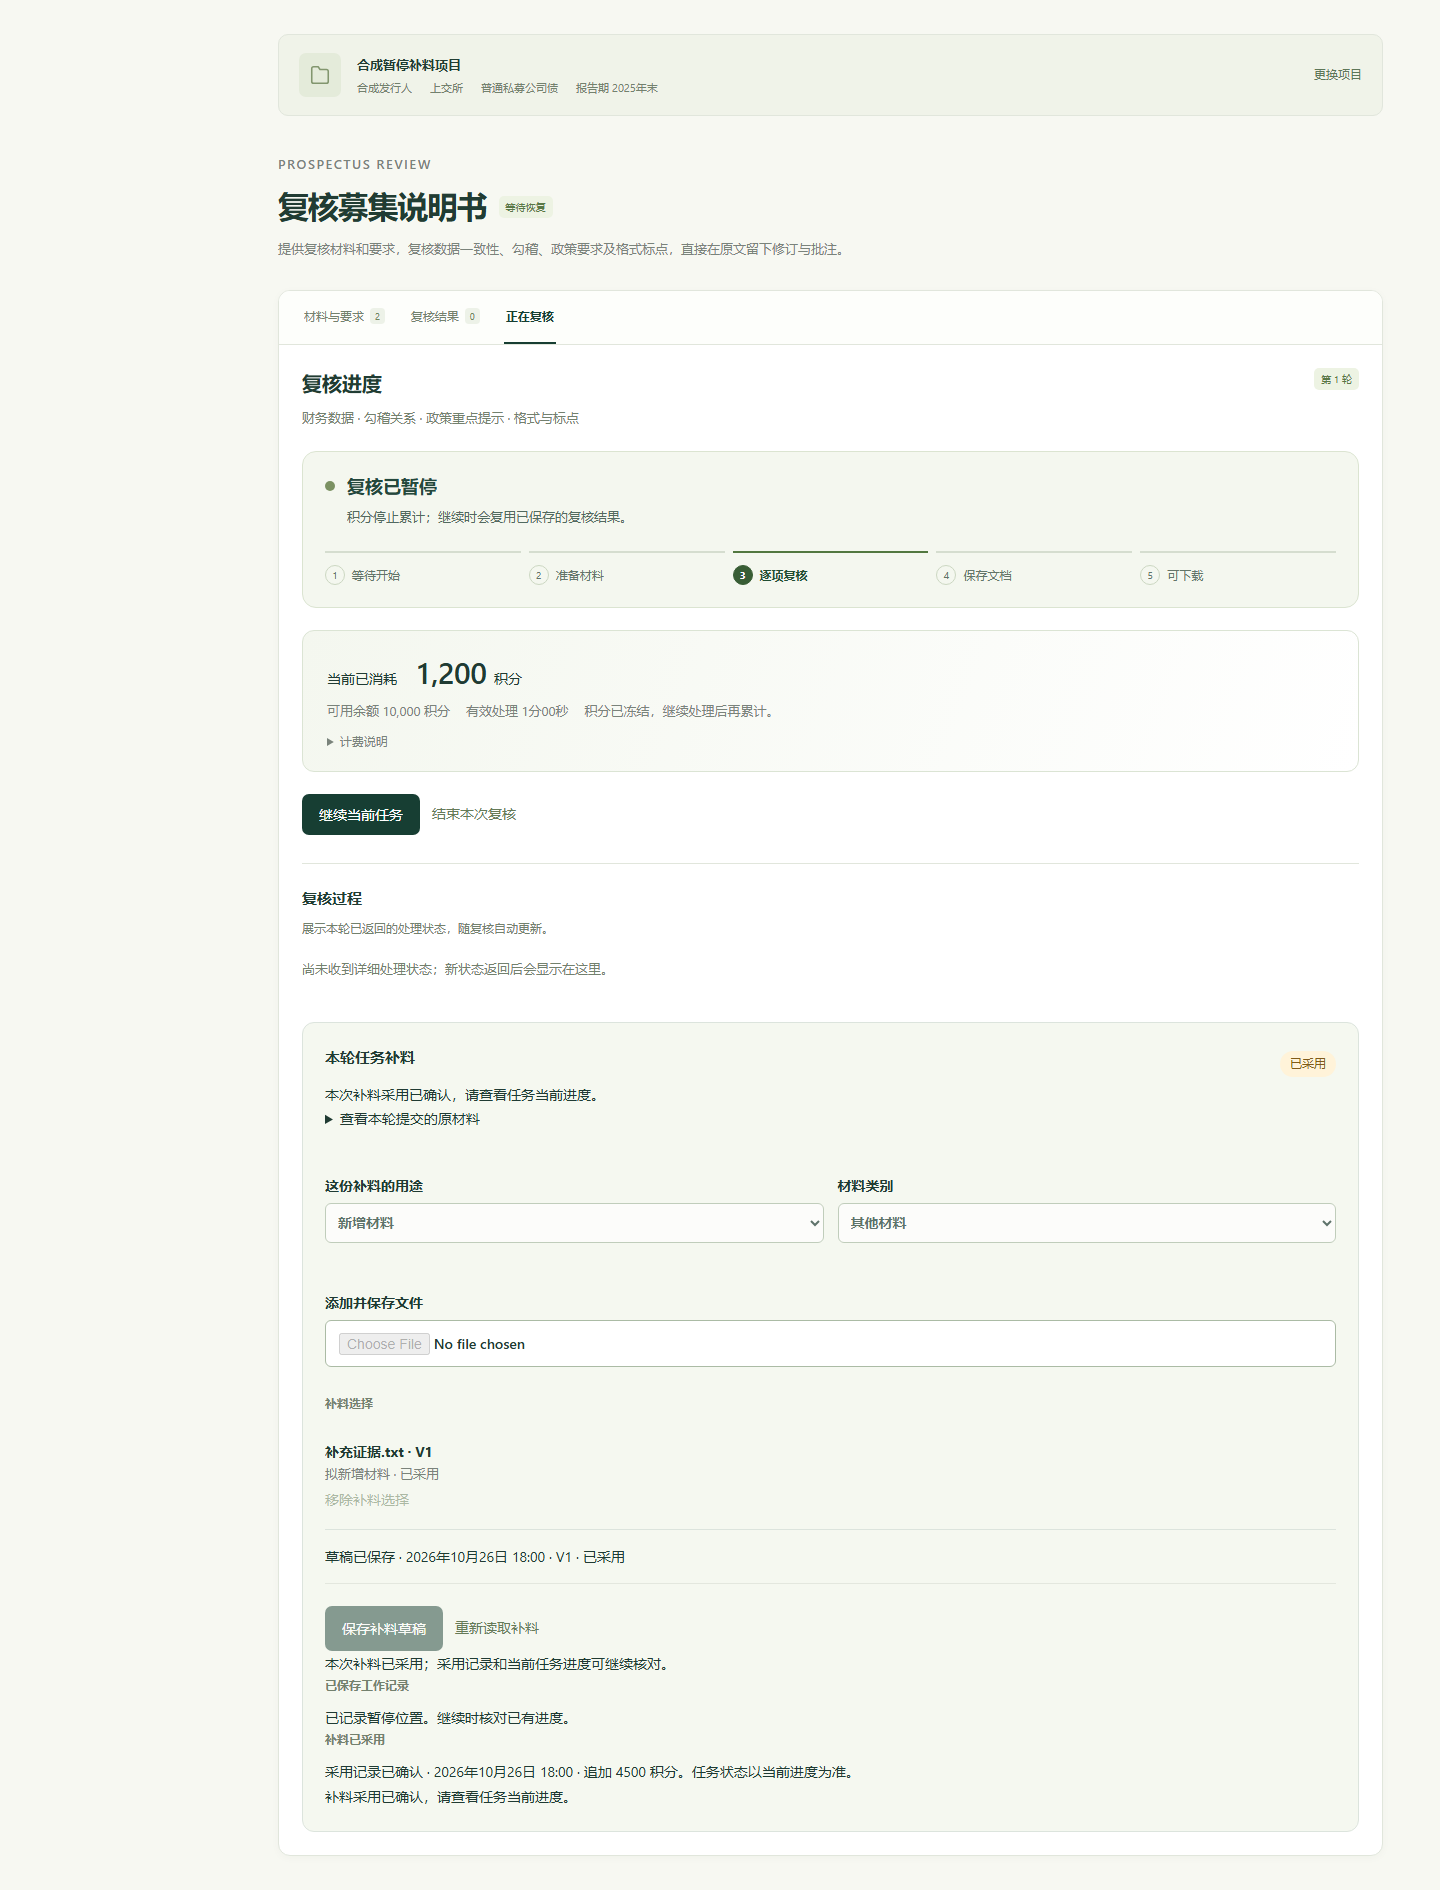 合成暂停补料项目
合成发行人 上交所 普通私募公司债 报告期 2025年末
更换项目
PROSPECTUS REVIEW
复核募集说明书 等待恢复
提供复核材料和要求，复核数据一致性、勾稽、政策要求及格式标点，直接在原文留下修订与批注。
材料与要求 2 复核结果 0 正在复核
复核进度
第 1 轮
财务数据 · 勾稽关系 · 政策重点提示 · 格式与标点
复核已暂停
积分停止累计；继续时会复用已保存的复核结果。
1 等待开始 2 准备材料 3 逐项复核 4 保存文档 5 可下载
当前已消耗 1,200 积分
可用余额 10,000 积分 有效处理 1分00秒 积分已冻结，继续处理后再累计。
计费说明
继续当前任务 结束本次复核
复核过程
展示本轮已返回的处理状态，随复核自动更新。
尚未收到详细处理状态；新状态返回后会显示在这里。
本轮任务补料
已采用
本次补料采用已确认，请查看任务当前进度。
查看本轮提交的原材料
这份补料的用途 材料类别
新增材料 其他材料
添加并保存文件
Choose File No file chosen
补料选择
补充证据.txt · V1
拟新增材料 · 已采用
移除补料选择
草稿已保存 · 2026年10月26日 18:00 · V1 · 已采用
保存补料草稿 重新读取补料
本次补料已采用；采用记录和当前任务进度可继续核对。
已保存工作记录
已记录暂停位置。继续时核对已有进度。
补料已采用
采用记录已确认 · 2026年10月26日 18:00 · 追加 4500 积分。任务状态以当前进度为准。
补料采用已确认，请查看任务当前进度。